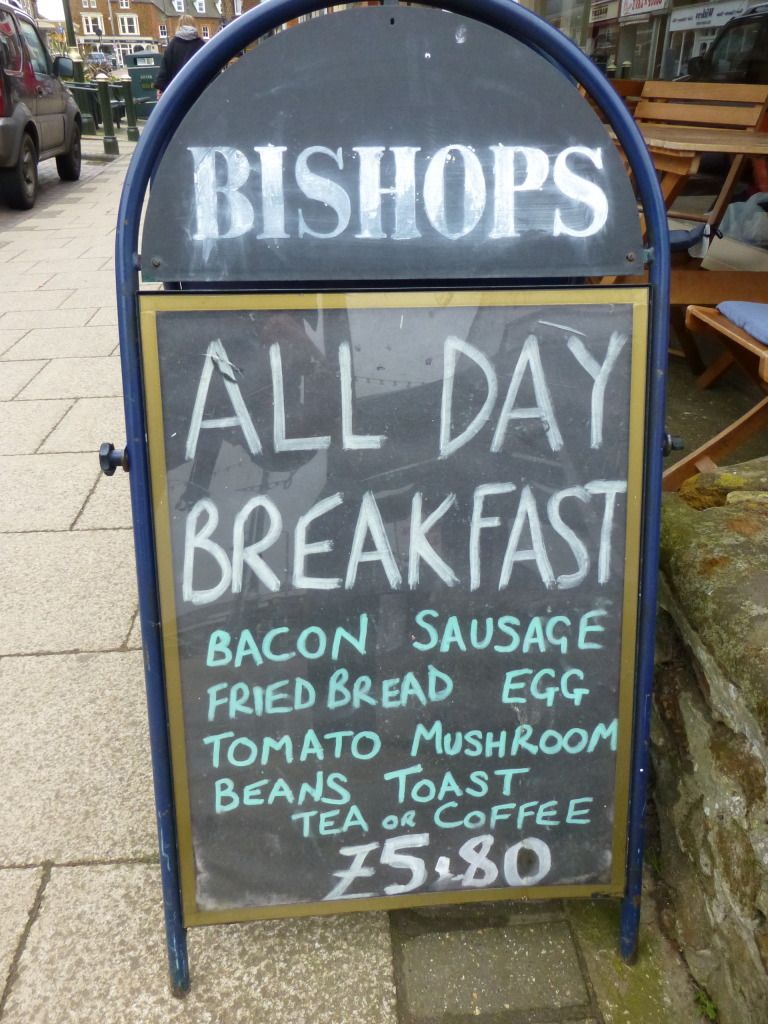 BISHOPS
ALL DAY
BREAKFAST
BACON SAUSAGE
FRIED BREAD EGG
TOMATO MUSHROOM
BEANS TOAST
TEA OR COFFEE
£5.80